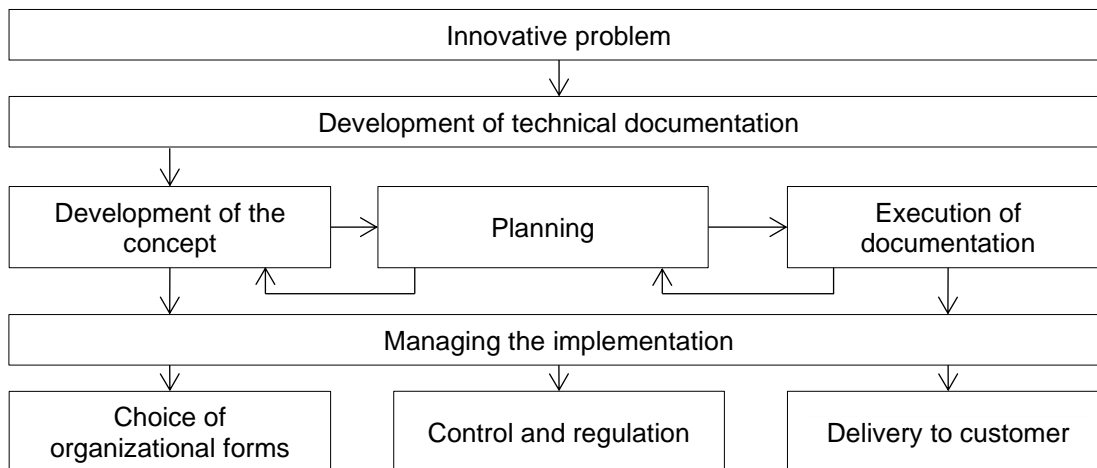 Innovative problem
Development of technical documentation
Development of the
concept
Planning
Execution of
documentation
Managing the implementation
Choice of
organizational forms
Control and regulation
Delivery to customer